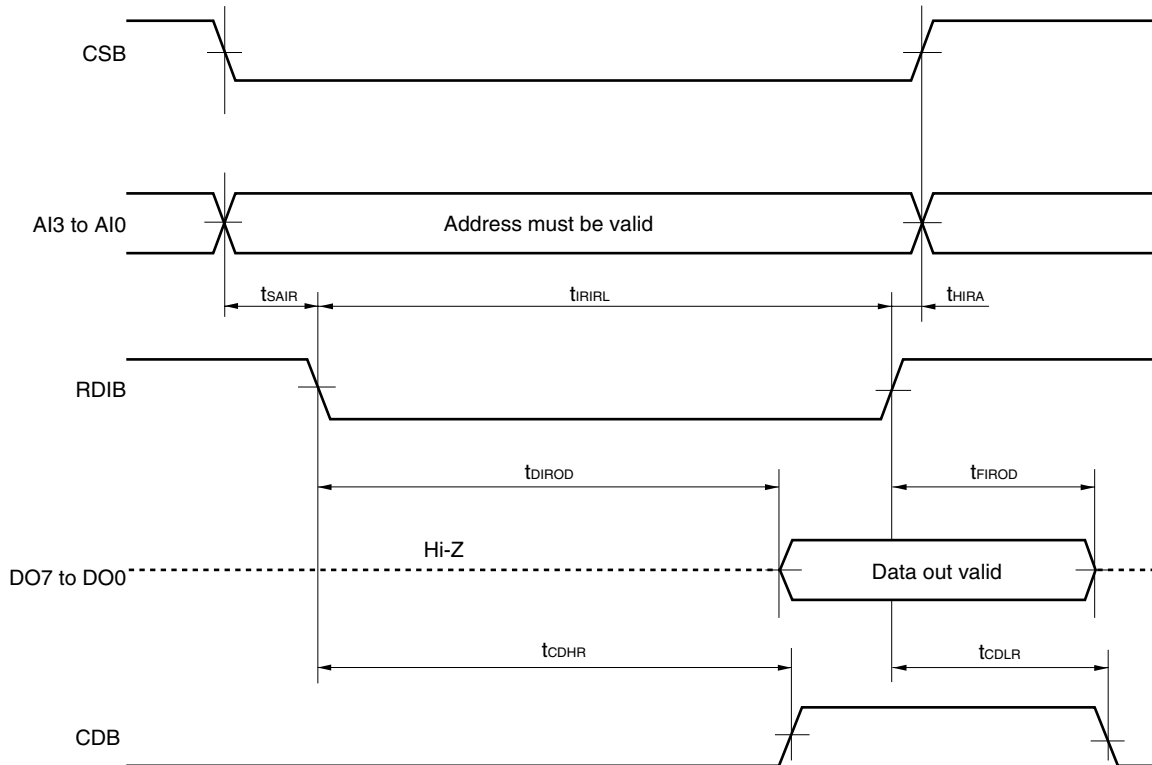 CSB
AI3 to AI0
Address must be valid
tSAIR
tIRIRL
tHIRA
RDIB
tDIROD
tFIROD
Hi-Z
DO7 to DO0
Data out valid
tCDHR
tCDLR
CDB